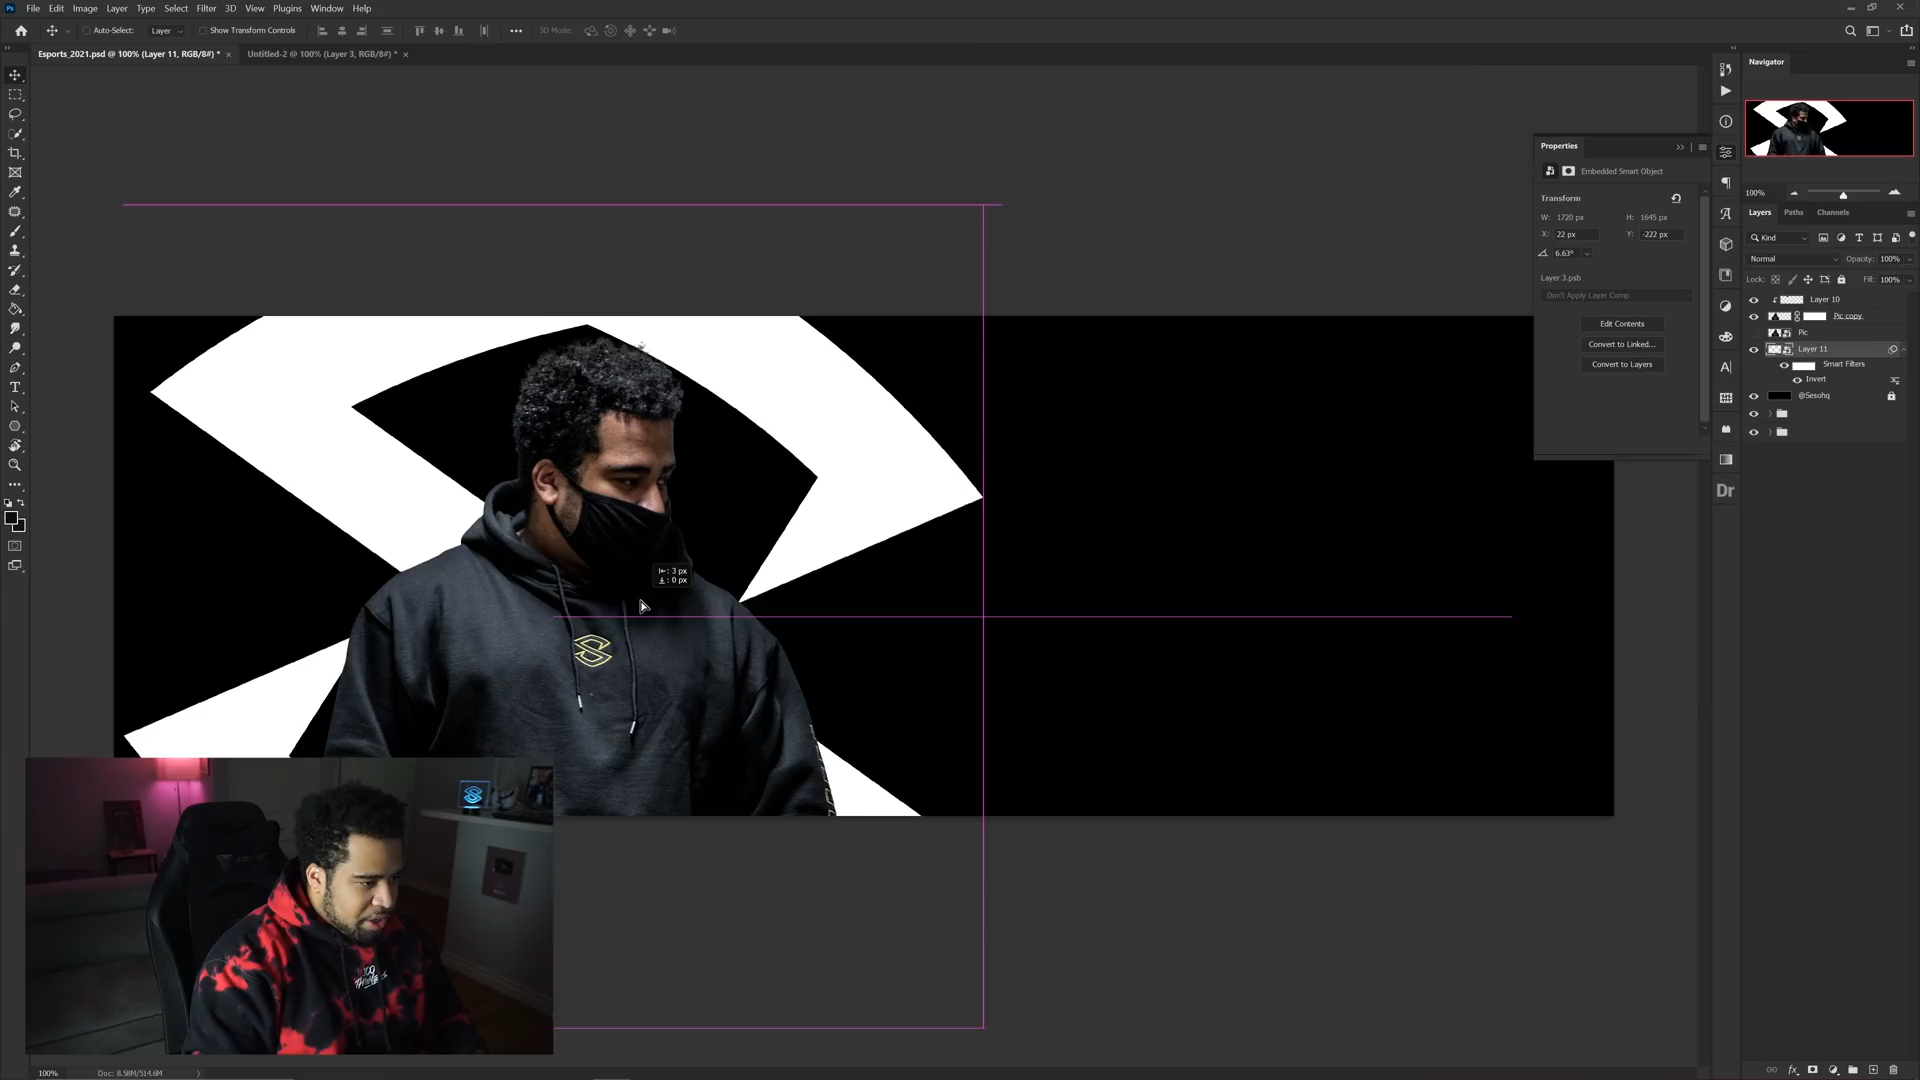 Ps File Edit Image Layer Type Select Filter 3D View Plugins Window Help
Auto-Select: Layer Show Transform Controls 3D Mode:
Esports_2021.psd @ 100% (Layer 11, RGB/8#) * × Untitled-2 @ 100% (Layer 3, RGB/8#) * ×
Navigator
100%
Properties
Embedded Smart Object
Transform
W: 1720 px H: 1645 px
X: 22 px Y: -222 px
6.63°
Layer 3.psb
Don't Apply Layer Comp
Edit Contents
Convert to Linked...
Convert to Layers
Layers Paths Channels
Kind
Normal Opacity: 100%
Lock: Fill: 100%
Layer 10
Pic copy
Pic
Layer 11
Smart Filters
Invert
@Sesohq
Dr
: 3 px
: 0 px
100% Doc: 8.58M/514.6M
fx